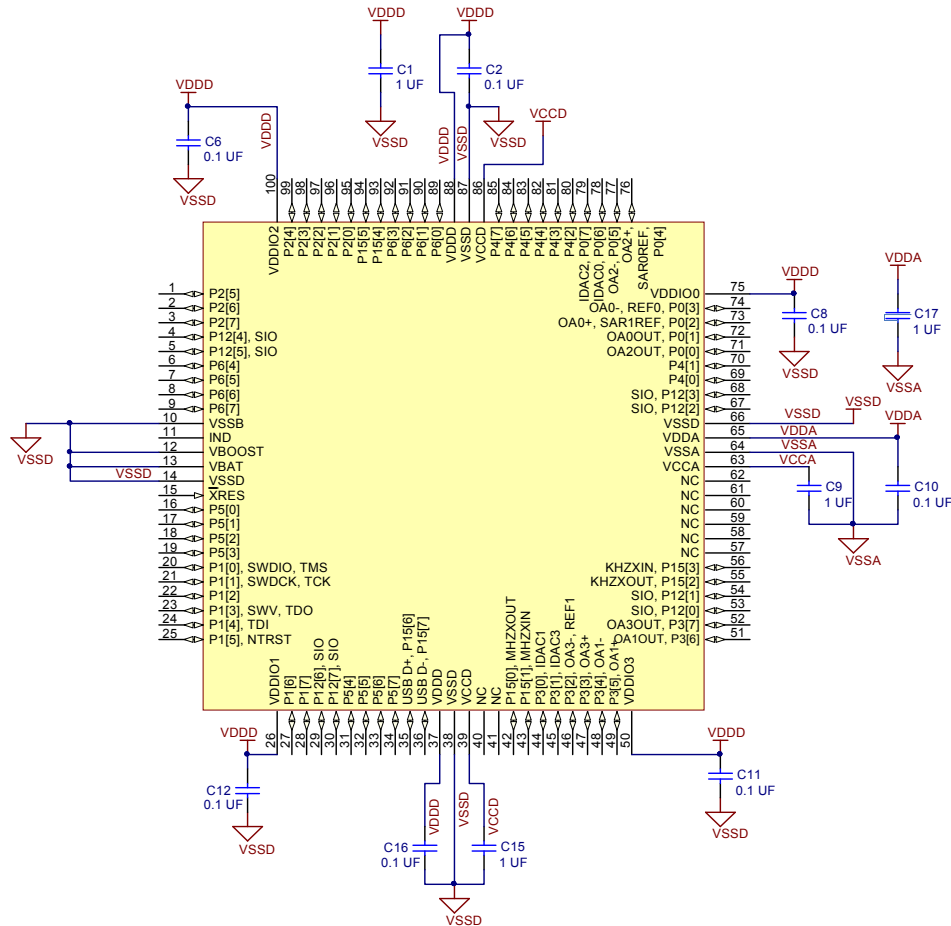 VDDD
C1
1 UF
VSSD
VDDD
C2
0.1 UF
VSSD
VDDD
C6
0.1 UF
VSSD
VDDD
VDDD
VSSD
VCCD
100
99
98
97
96
95
94
93
92
91
90
89
88
87
86
85
84
83
82
81
80
79
78
77
76
VDDIO2
P2[4]
P2[3]
P2[2]
P2[1]
P2[0]
P15[5]
P15[4]
P6[3]
P6[2]
P6[1]
P6[0]
VDDD
VSSD
VCCD
P4[7]
P4[6]
P4[5]
P4[4]
P4[3]
P4[2]
IDAC2, P0[7]
IDAC0, P0[6]
OA2-, P0[5]
OA2+,
SAR0REF,
P0[4]
1 P2[5]
2 P2[6]
3 P2[7]
4 P12[4], SIO
5 P12[5], SIO
6 P6[4]
7 P6[5]
8 P6[6]
9 P6[7]
10 VSSB
11 IND
12 VBOOST
13 VBAT
VSSD 14 VSSD
15 XRES
16 P5[0]
17 P5[1]
18 P5[2]
19 P5[3]
20 P1[0], SWDIO, TMS
21 P1[1], SWDCK, TCK
22 P1[2]
23 P1[3], SWV, TDO
24 P1[4], TDI
25 P1[5], NTRST
VSSD
VDDIO0 75
OA0-, REF0, P0[3] 74
OA0+, SAR1REF, P0[2] 73
OA0OUT, P0[1] 72
OA2OUT, P0[0] 71
P4[1] 70
P4[0] 69
SIO, P12[3] 68
SIO, P12[2] 67
VSSD 66 VSSD
VDDA 65 VDDA
VSSA 64 VSSA
VCCA 63 VCCA
NC 62
NC 61
NC 60
NC 59
NC 58
NC 57
KHZXIN, P15[3] 56
KHZXOUT, P15[2] 55
SIO, P12[1] 54
SIO, P12[0] 53
OA3OUT, P3[7] 52
OA1OUT, P3[6] 51
VDDD
C8
0.1 UF
VSSD
VDDA
C17
1 UF
VSSA
VSSD
VDDA
C9
1 UF
C10
0.1 UF
VSSA
VDDIO1
P1[6]
P1[7]
P12[6], SIO
P12[7], SIO
P5[4]
P5[5]
P5[6]
P5[7]
USB D+, P15[6]
USB D-, P15[7]
VDDD
VSSD
VCCD
NC
NC
P15[0], MHZXOUT
P15[1], MHZXIN
P3[0], IDAC1
P3[1], IDAC3
P3[2], OA3-, REF1
P3[3], OA3+
P3[4], OA1-
P3[5], OA1+
VDDIO3
26
27
28
29
30
31
32
33
34
35
36
37
38
39
40
41
42
43
44
45
46
47
48
49
50
VDDD
C12
0.1 UF
VSSD
VDDD
VSSD
VCCD
C16
0.1 UF
C15
1 UF
VSSD
VDDD
C11
0.1 UF
VSSD